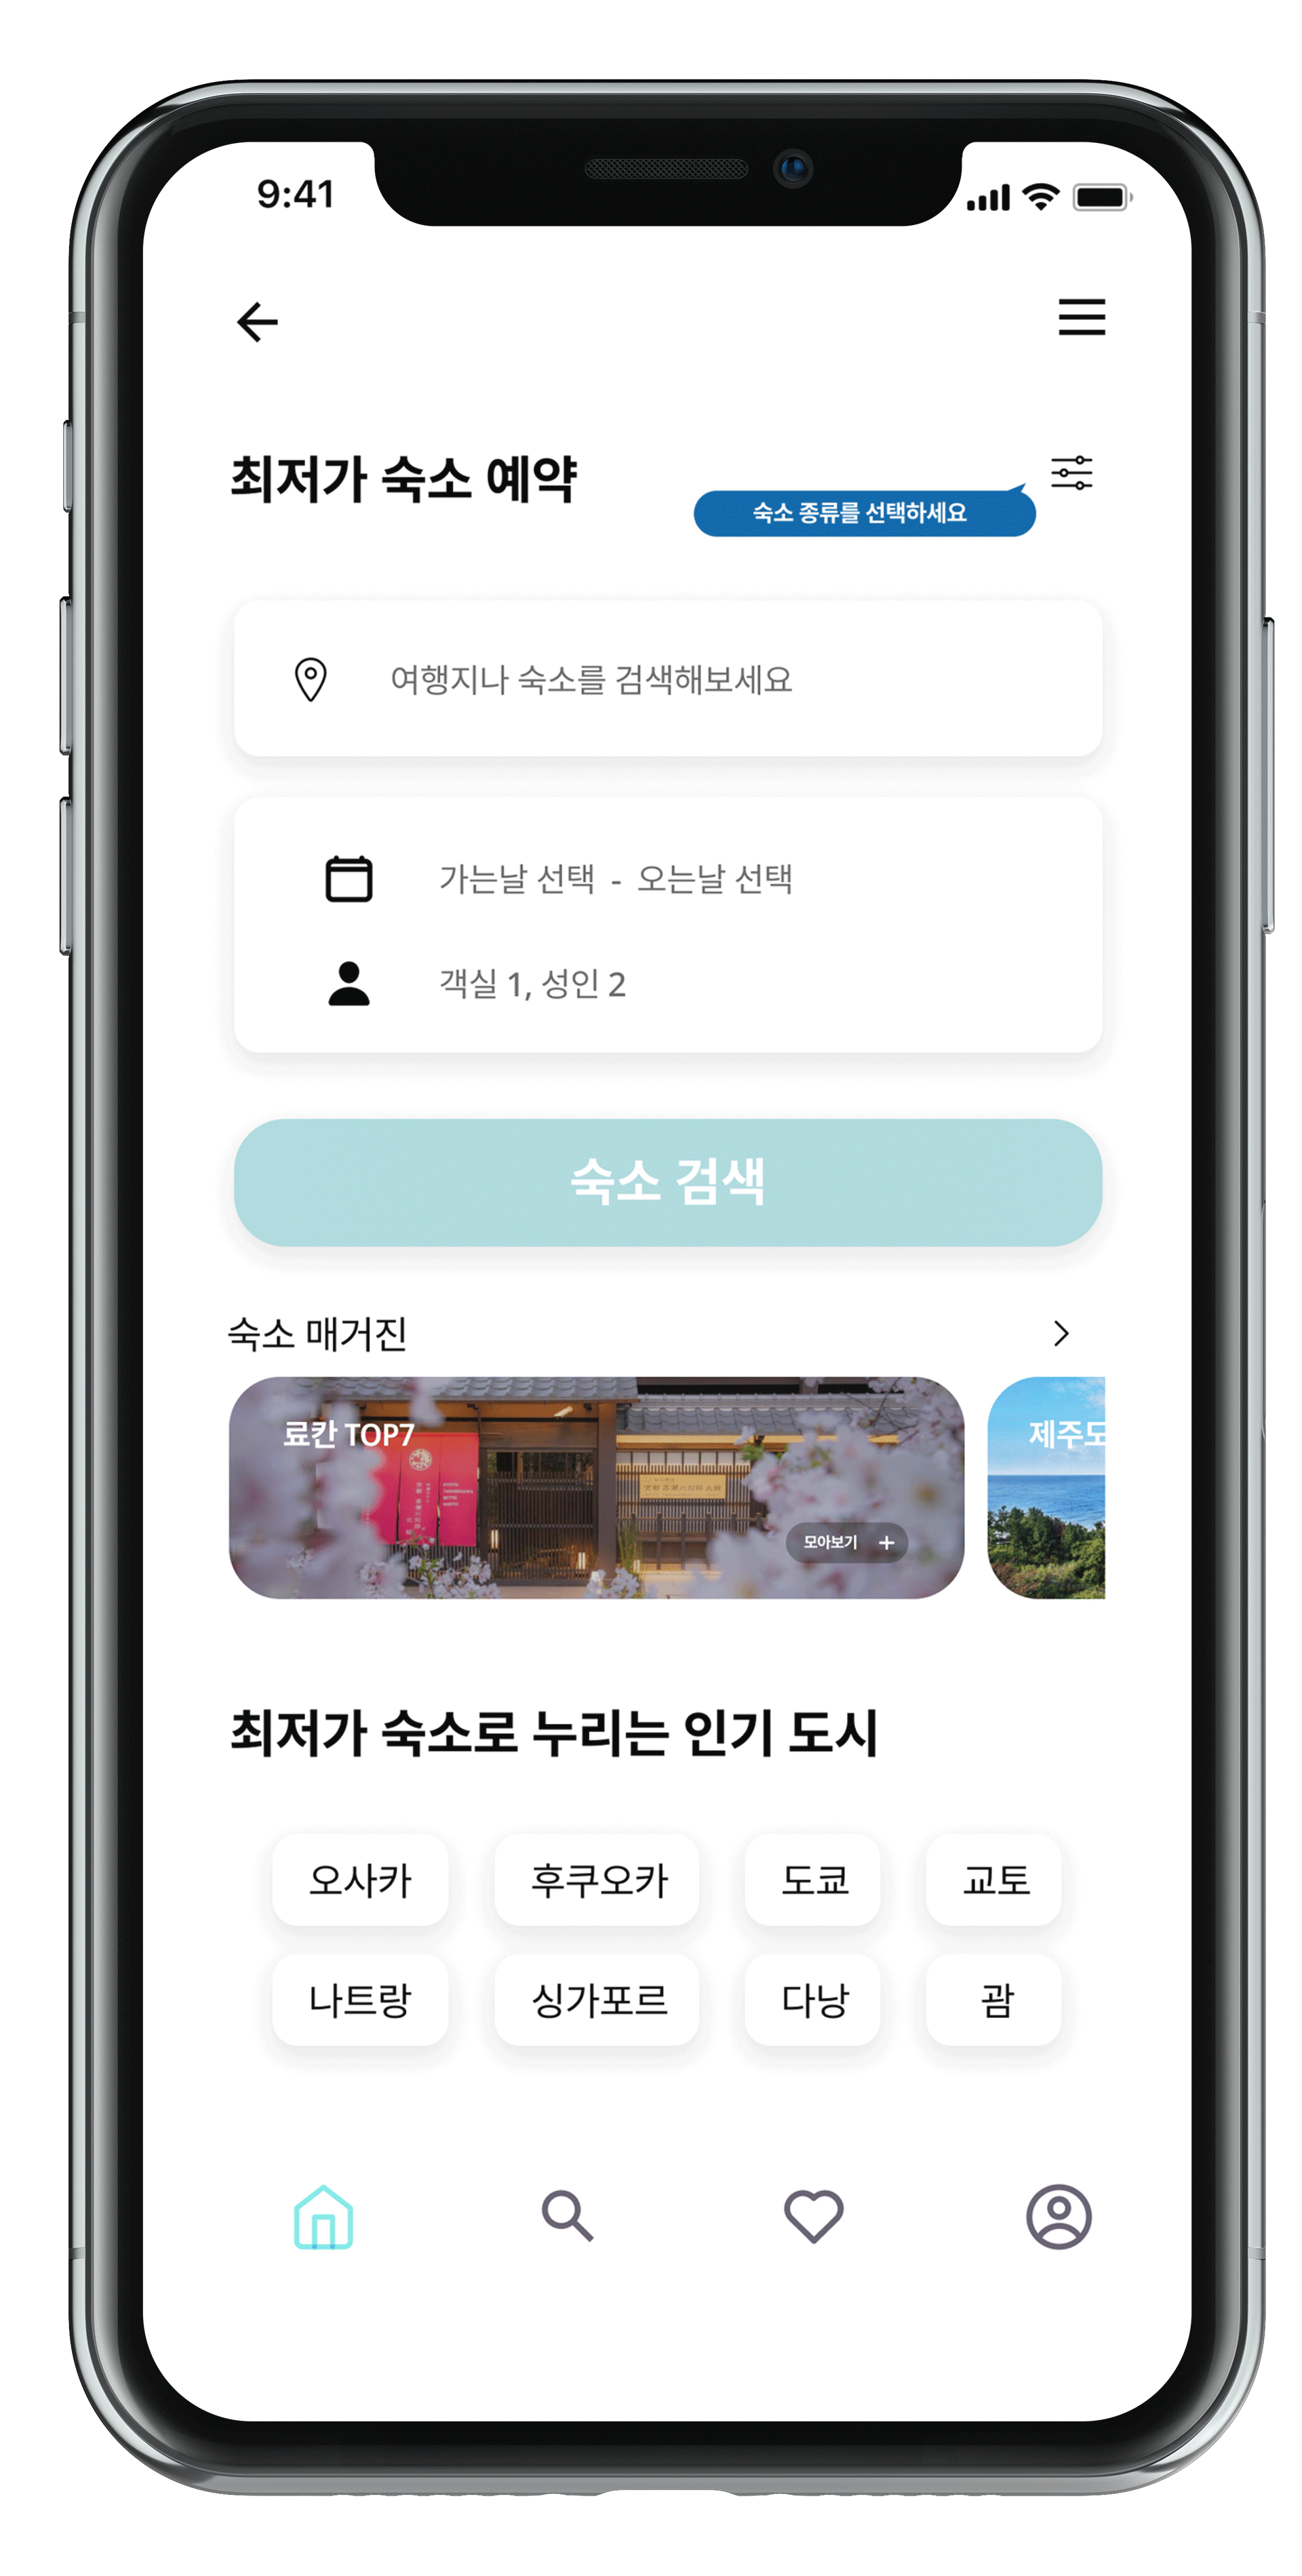 9:41
최저가 숙소 예약
숙소 종류를 선택하세요
여행지나 숙소를 검색해보세요
가는날 선택 - 오는날 선택
객실 1, 성인 2
숙소 검색
숙소 매거진
료칸 TOP7
제주도
모아보기 +
최저가 숙소로 누리는 인기 도시
오사카 후쿠오카 도쿄 교토
나트랑 싱가포르 다낭 괌